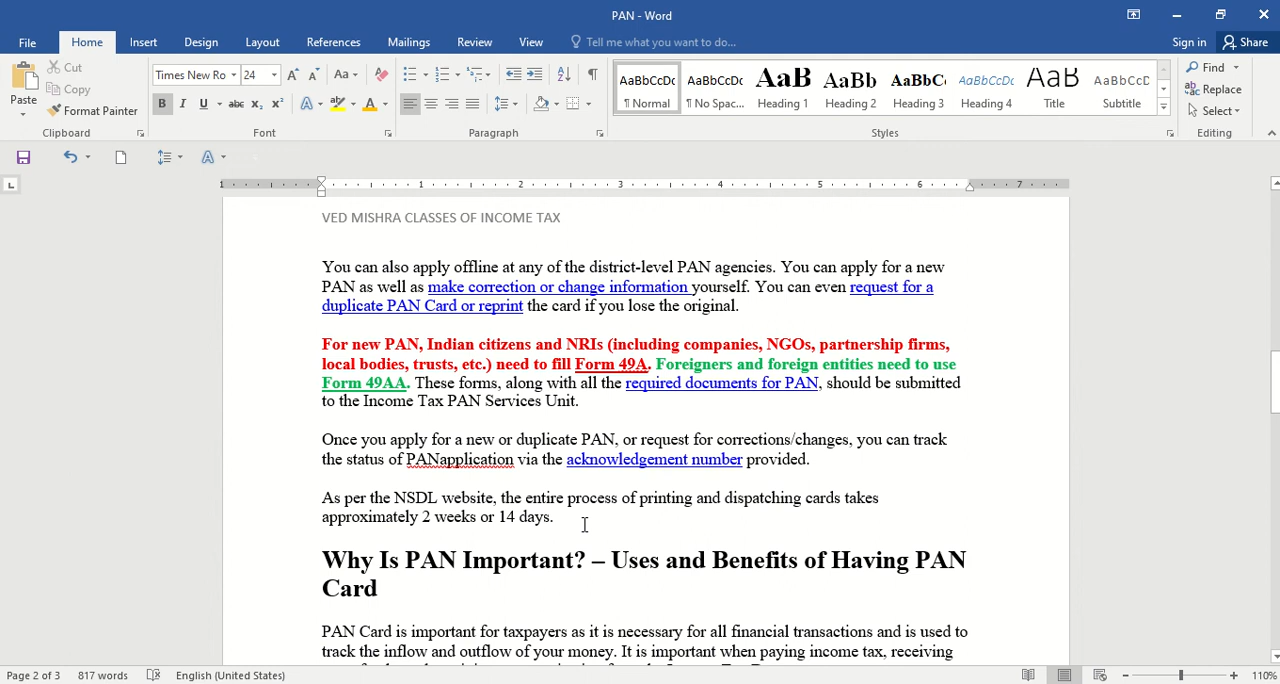 PAN - Word
File Home Insert Design Layout References Mailings Review View Tell me what you want to do... Sign in Share
Cut
Copy
Paste
Format Painter
Clipboard
Times New Ro 24
Font
Paragraph
AaBbCcDc AaBbCcDc AaB AaBb AaBbC AaBbCcDc AaB AaBbCcD
¶ Normal ¶ No Spac... Heading 1 Heading 2 Heading 3 Heading 4 Title Subtitle
Styles
Find
Replace
Select
Editing
1 1 2 3 4 5 6 7
VED MISHRA CLASSES OF INCOME TAX
You can also apply offline at any of the district-level PAN agencies. You can apply for a new
PAN as well as make correction or change information yourself. You can even request for a
duplicate PAN Card or reprint the card if you lose the original.
For new PAN, Indian citizens and NRIs (including companies, NGOs, partnership firms,
local bodies, trusts, etc.) need to fill Form 49A. Foreigners and foreign entities need to use
Form 49AA. These forms, along with all the required documents for PAN, should be submitted
to the Income Tax PAN Services Unit.
Once you apply for a new or duplicate PAN, or request for corrections/changes, you can track
the status of PANapplication via the acknowledgement number provided.
As per the NSDL website, the entire process of printing and dispatching cards takes
approximately 2 weeks or 14 days.
Why Is PAN Important? – Uses and Benefits of Having PAN
Card
PAN Card is important for taxpayers as it is necessary for all financial transactions and is used to
track the inflow and outflow of your money. It is important when paying income tax, receiving
Page 2 of 3 817 words English (United States) 110%